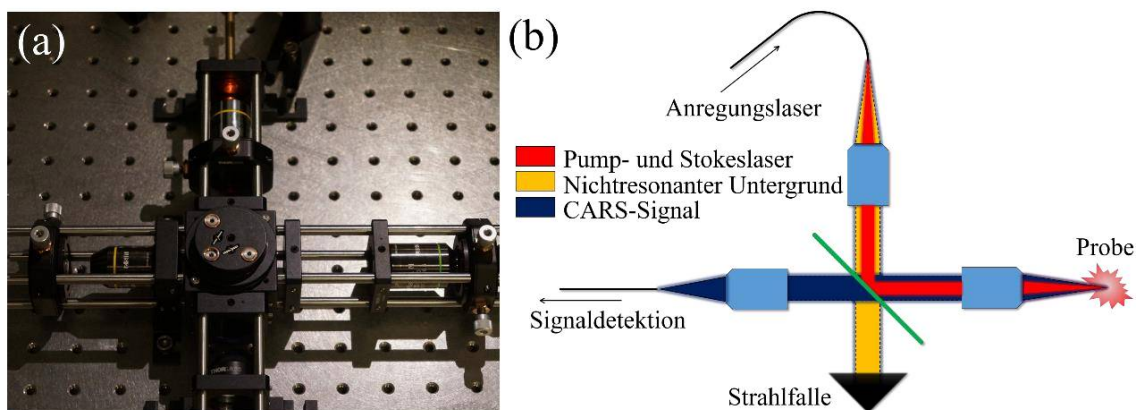 (a)
(b)
Anregungslaser
Pump- und Stokeslaser
Nichtresonanter Untergrund
CARS-Signal
Probe
Signaldetektion
Strahlfalle